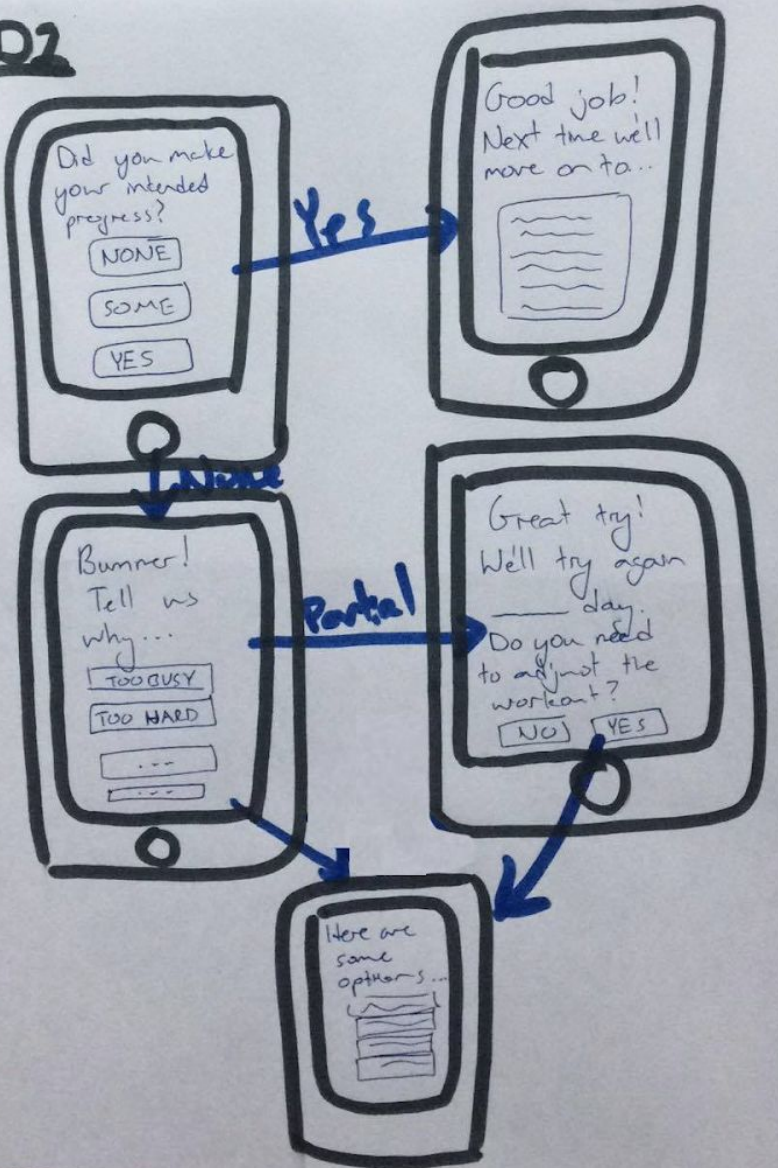 D2
Did you make
your intended
progress?
NONE
SOME
YES
Yes
Good job!
Next time we'll
move on to...
None
Bummer!
Tell us
why...
TOO BUSY
TOO HARD
...
...
Partial
Great try!
We'll try again
____ day.
Do you need
to adjust the
workout?
NO
YES
Here are
some
options...